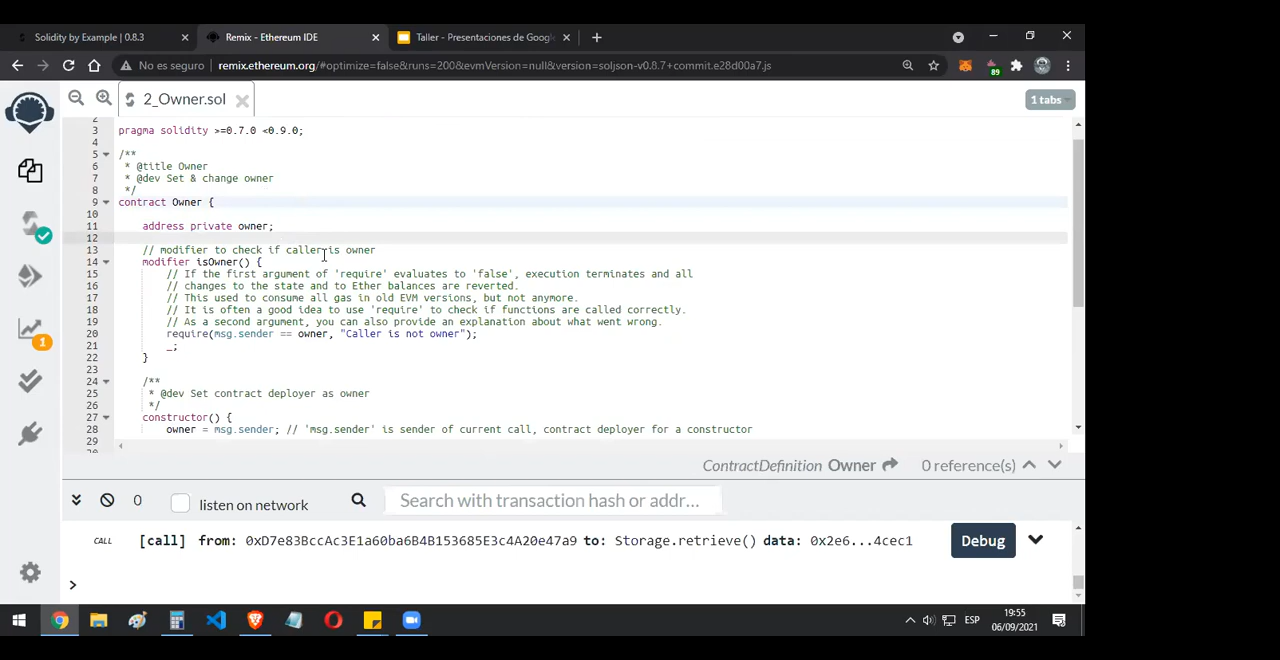 Solidity by Example | 0.8.3
Remix - Ethereum IDE
Taller - Presentaciones de Google
No es seguro | remix.ethereum.org/#optimize=false&runs=200&evmVersion=null&version=soljson-v0.8.7+commit.e28d00a7.js
89
2_Owner.sol
1 tabs
2
3 pragma solidity >=0.7.0 <0.9.0;
4
5 /**
6 * @title Owner
7 * @dev Set & change owner
8 */
9 contract Owner {
10
11 address private owner;
12
13 // modifier to check if caller is owner
14 modifier isOwner() {
15 // If the first argument of 'require' evaluates to 'false', execution terminates and all
16 // changes to the state and to Ether balances are reverted.
17 // This used to consume all gas in old EVM versions, but not anymore.
18 // It is often a good idea to use 'require' to check if functions are called correctly.
19 // As a second argument, you can also provide an explanation about what went wrong.
20 require(msg.sender == owner, "Caller is not owner");
21 _;
22 }
23
24 /**
25 * @dev Set contract deployer as owner
26 */
27 constructor() {
28 owner = msg.sender; // 'msg.sender' is sender of current call, contract deployer for a constructor
29
ContractDefinition Owner 0 reference(s)
1
0 listen on network Search with transaction hash or addr...
CALL [call] from: 0xD7e83BccAc3E1a60ba6B4B153685E3c4A20e47a9 to: Storage.retrieve() data: 0x2e6...4cec1 Debug
>
ESP
19:55
06/09/2021